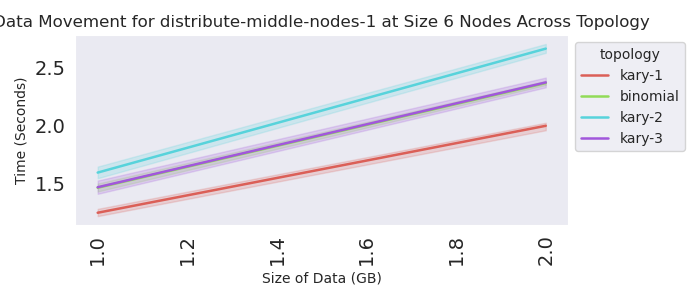 Data Movement for distribute-middle-nodes-1 at Size 6 Nodes Across Topology
topology
kary-1
binomial
kary-2
kary-3
Time (Seconds)
2.5
2.0
1.5
1.0
1.2
1.4
1.6
1.8
2.0
Size of Data (GB)